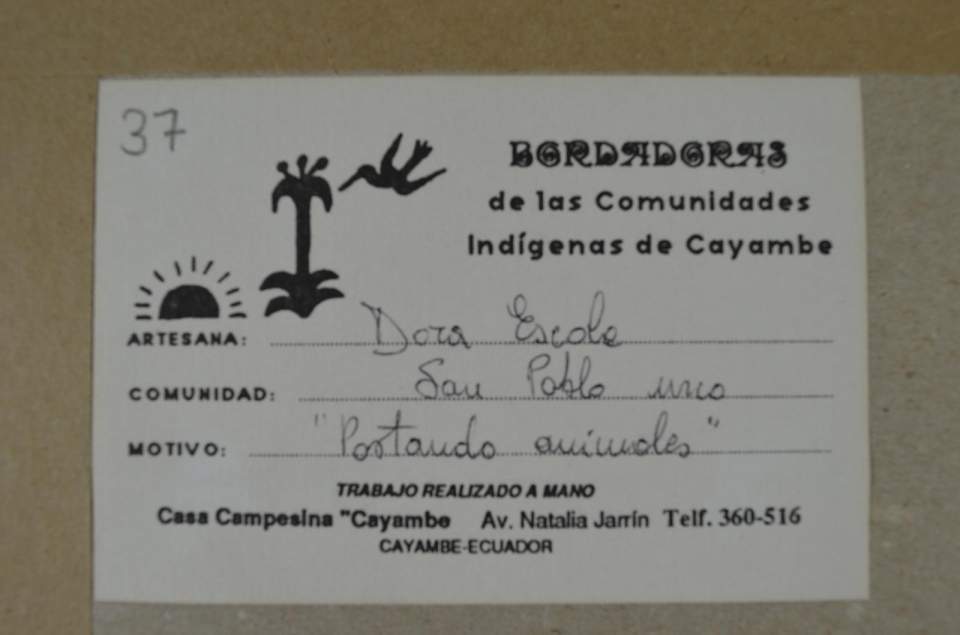 37
BORDADORAS
de las Comunidades
Indígenas de Cayambe
ARTESANA: Dora Escola
COMUNIDAD: San Pablo urco
MOTIVO: "Postando animales"
TRABAJO REALIZADO A MANO
Casa Campesina "Cayambe Av. Natalia Jarrín Telf. 360-516
CAYAMBE-ECUADOR